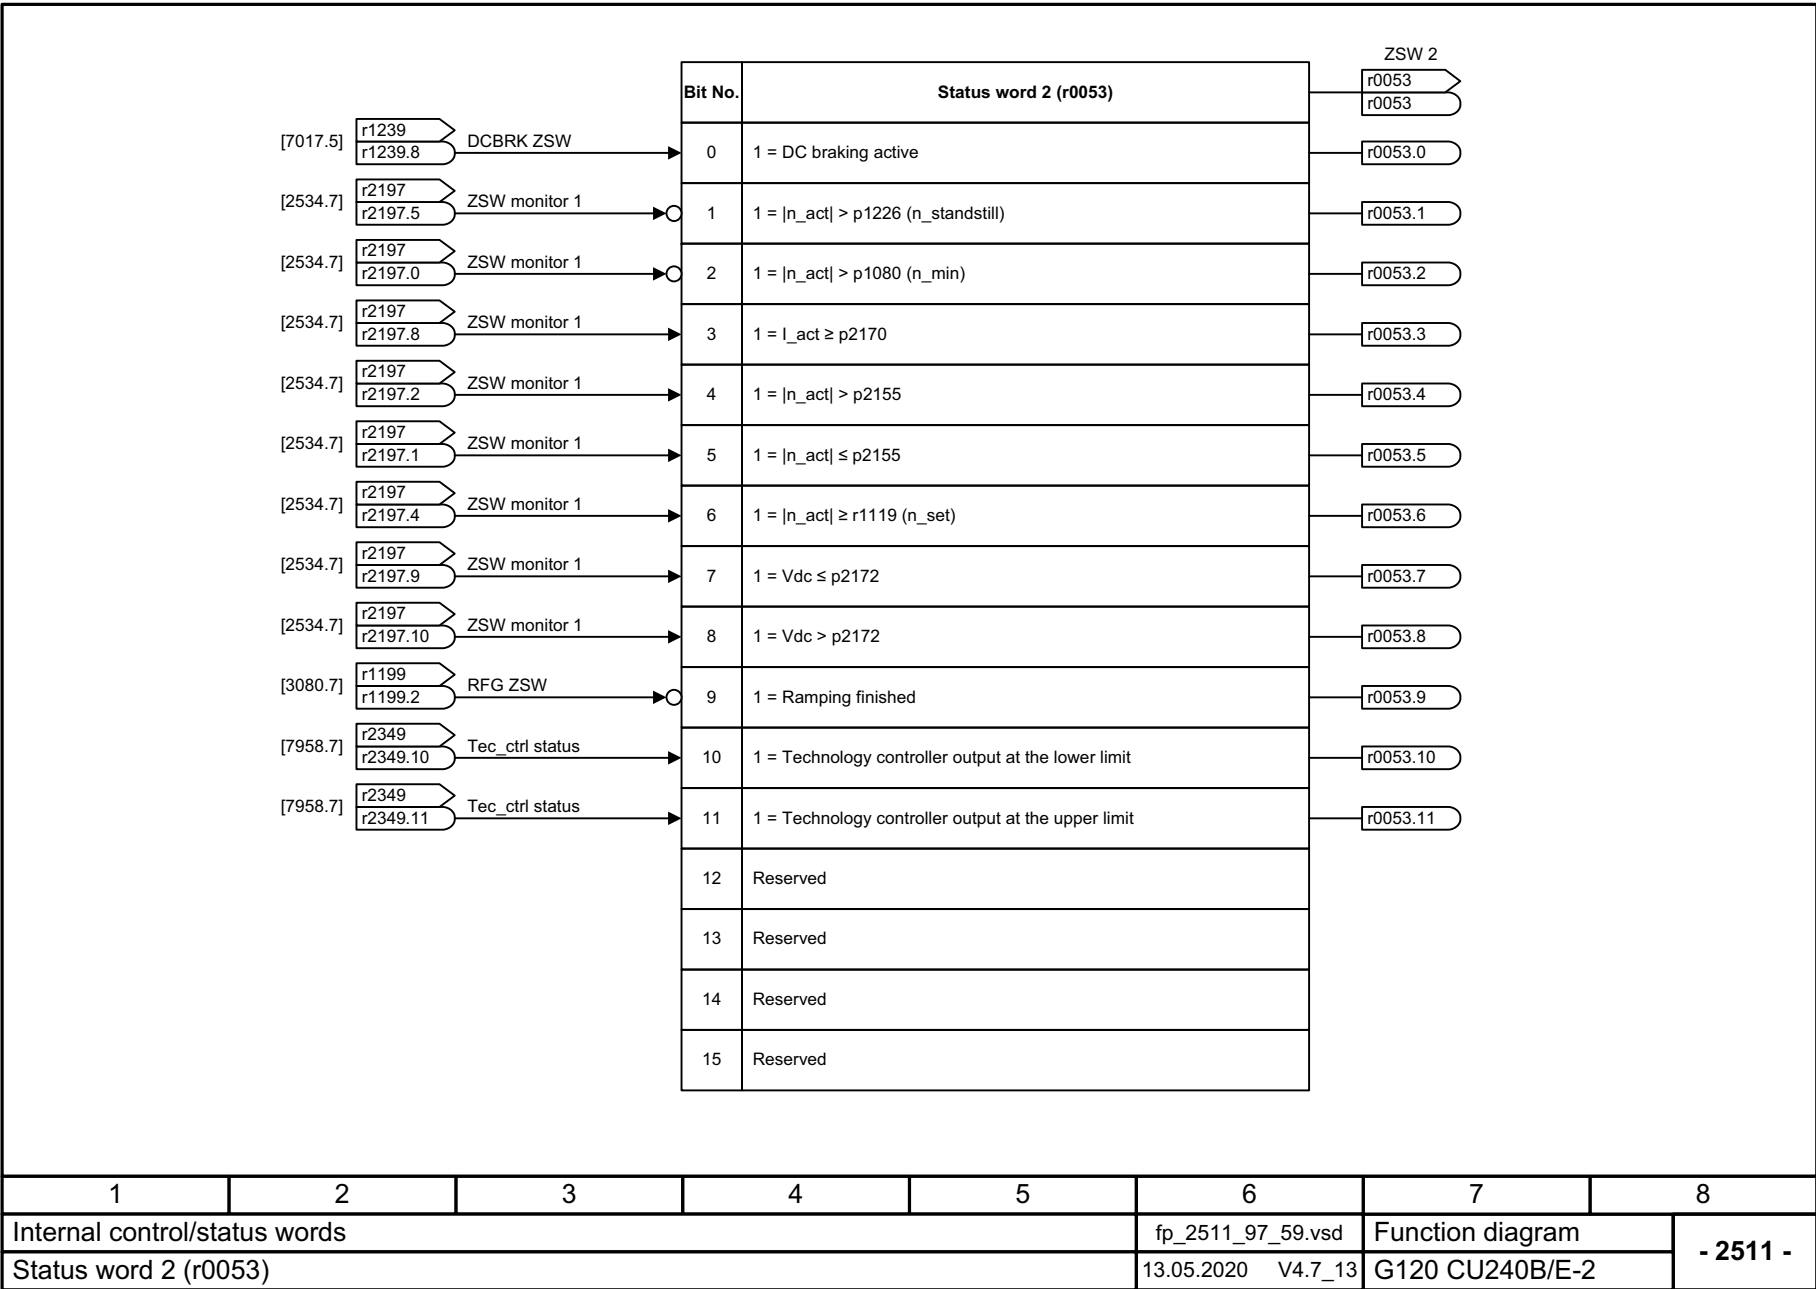 ZSW 2
Bit No. Status word 2 (r0053) r0053
r0053
[7017.5] r1239
r1239.8 DCBRK ZSW 0 1 = DC braking active r0053.0
[2534.7] r2197
r2197.5 ZSW monitor 1 1 1 = |n_act| > p1226 (n_standstill) r0053.1
[2534.7] r2197
r2197.0 ZSW monitor 1 2 1 = |n_act| > p1080 (n_min) r0053.2
[2534.7] r2197
r2197.8 ZSW monitor 1 3 1 = I_act ≥ p2170 r0053.3
[2534.7] r2197
r2197.2 ZSW monitor 1 4 1 = |n_act| > p2155 r0053.4
[2534.7] r2197
r2197.1 ZSW monitor 1 5 1 = |n_act| ≤ p2155 r0053.5
[2534.7] r2197
r2197.4 ZSW monitor 1 6 1 = |n_act| ≥ r1119 (n_set) r0053.6
[2534.7] r2197
r2197.9 ZSW monitor 1 7 1 = Vdc ≤ p2172 r0053.7
[2534.7] r2197
r2197.10 ZSW monitor 1 8 1 = Vdc > p2172 r0053.8
[3080.7] r1199
r1199.2 RFG ZSW 9 1 = Ramping finished r0053.9
[7958.7] r2349
r2349.10 Tec_ctrl status 10 1 = Technology controller output at the lower limit r0053.10
[7958.7] r2349
r2349.11 Tec_ctrl status 11 1 = Technology controller output at the upper limit r0053.11
12 Reserved
13 Reserved
14 Reserved
15 Reserved
1 2 3 4 5 6 7 8
Internal control/status words fp_2511_97_59.vsd Function diagram - 2511 -
Status word 2 (r0053) 13.05.2020 V4.7_13 G120 CU240B/E-2